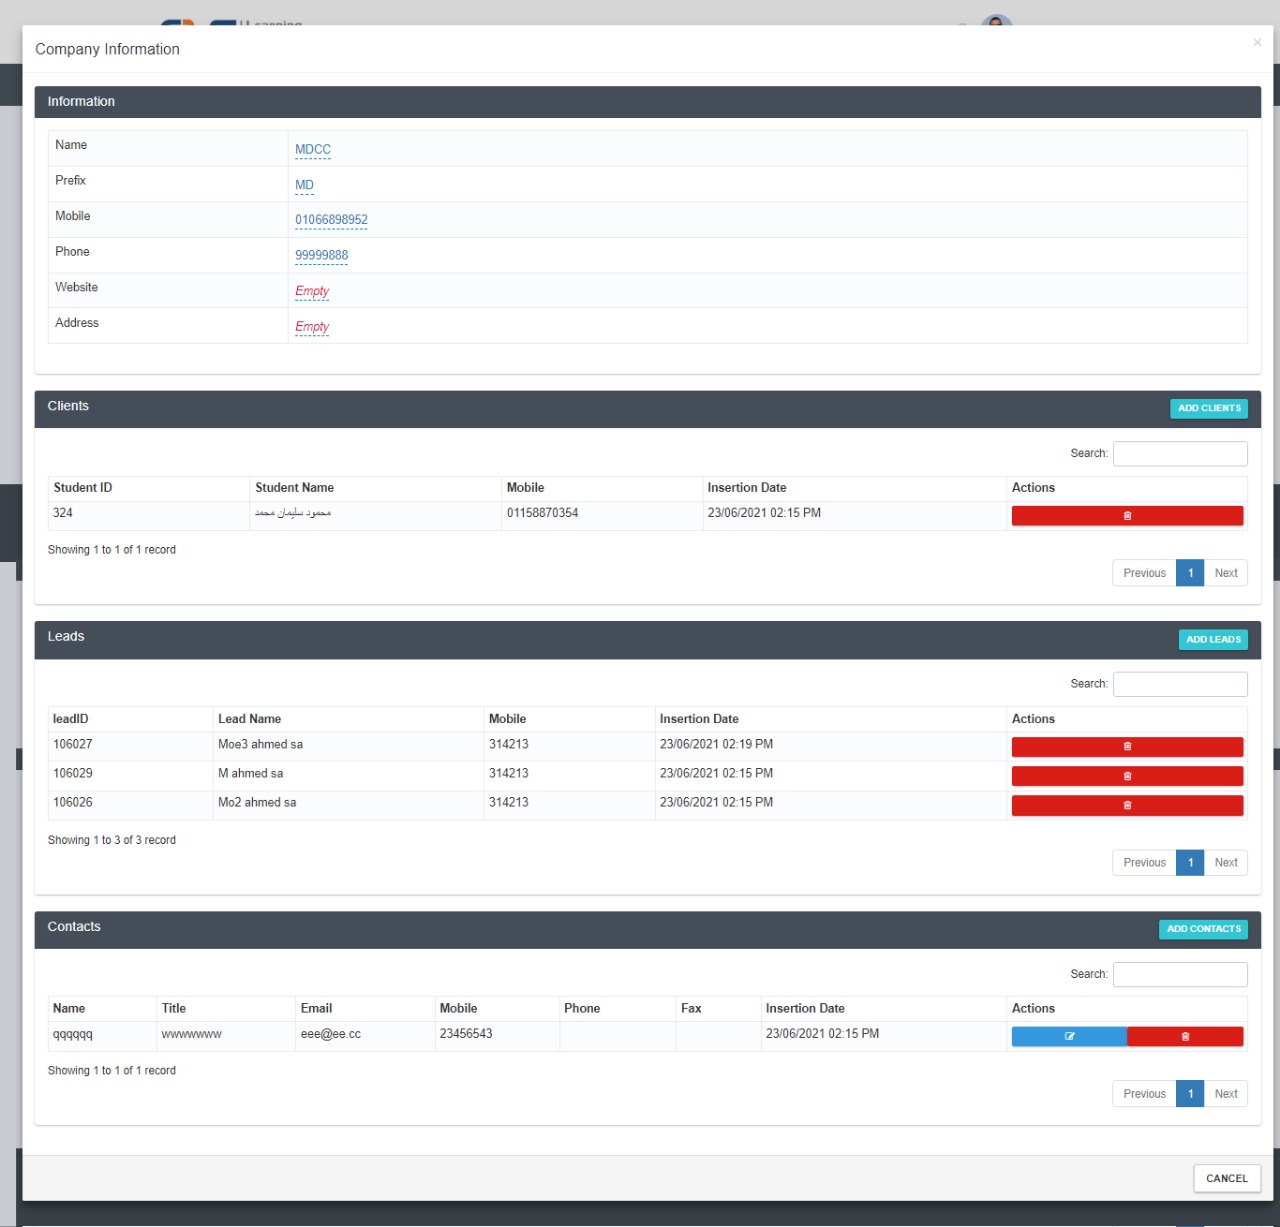 Company Information ×
Information
Name MDCC
Prefix MD
Mobile 01066898952
Phone 99999888
Website Empty
Address Empty
Clients ADD CLIENTS
Search:
Student ID Student Name Mobile Insertion Date Actions
324 محمود سليمان محمد 01158870354 23/06/2021 02:15 PM
Showing 1 to 1 of 1 record
Previous 1 Next
Leads ADD LEADS
Search:
leadID Lead Name Mobile Insertion Date Actions
106027 Moe3 ahmed sa 314213 23/06/2021 02:19 PM
106029 M ahmed sa 314213 23/06/2021 02:15 PM
106026 Mo2 ahmed sa 314213 23/06/2021 02:15 PM
Showing 1 to 3 of 3 record
Previous 1 Next
Contacts ADD CONTACTS
Search:
Name Title Email Mobile Phone Fax Insertion Date Actions
qqqqqq wwwwwww eee@ee.cc 23456543 23/06/2021 02:15 PM
Showing 1 to 1 of 1 record
Previous 1 Next
CANCEL